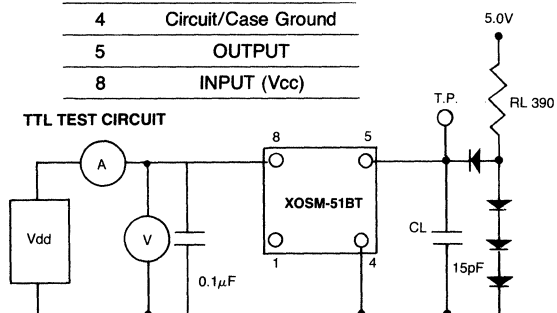 4 Circuit/Case Ground
5 OUTPUT
8 INPUT (Vcc)
5.0V
RL 390
T.P.
TTL TEST CIRCUIT
A
8 5
XOSM-51BT
Vdd
V
CL
1 4
0.1µF
15pF